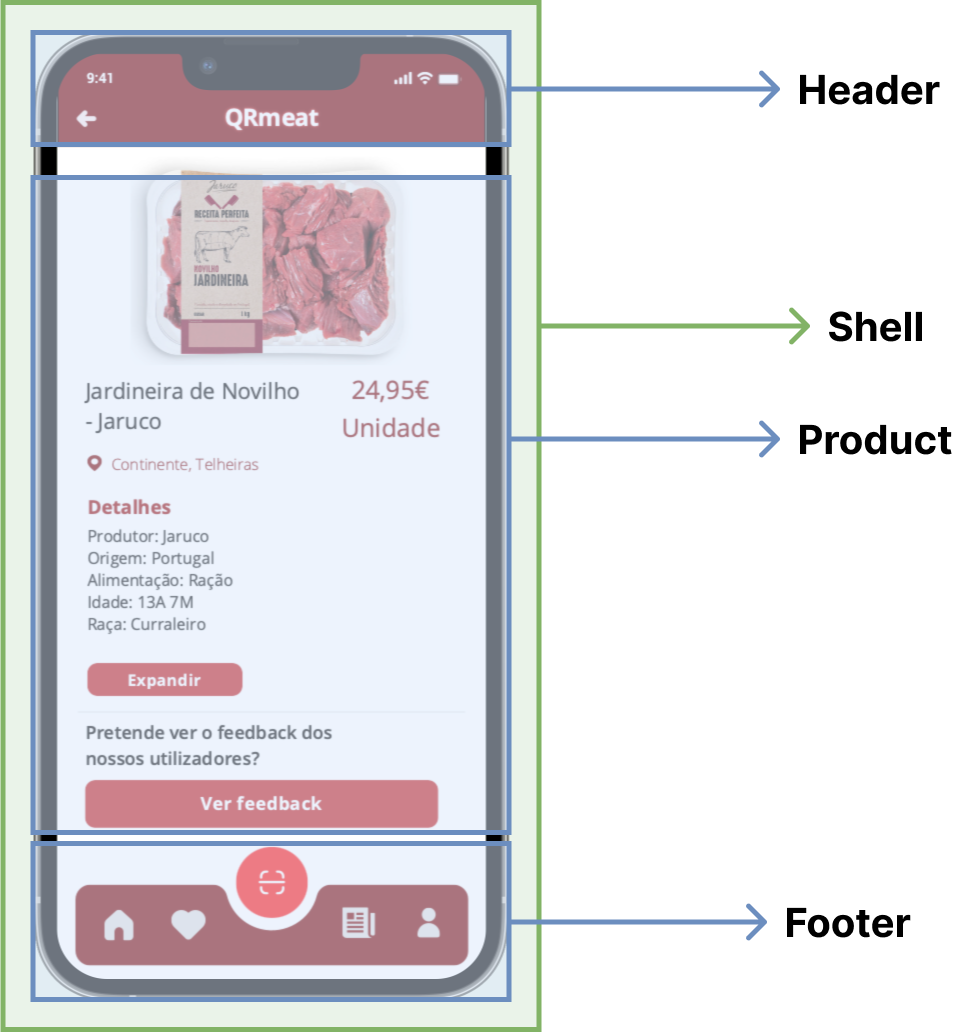 9:41
QRmeat
Header
Jaruco
RECEITA PERFEITA
NOVILHO
JARDINEIRA
1 kg
Shell
Jardineira de Novilho
- Jaruco
24,95€
Unidade
Product
Continente, Telheiras
Detalhes
Produtor: Jaruco
Origem: Portugal
Alimentação: Ração
Idade: 13A 7M
Raça: Curraleiro
Expandir
Pretende ver o feedback dos
nossos utilizadores?
Ver feedback
Footer